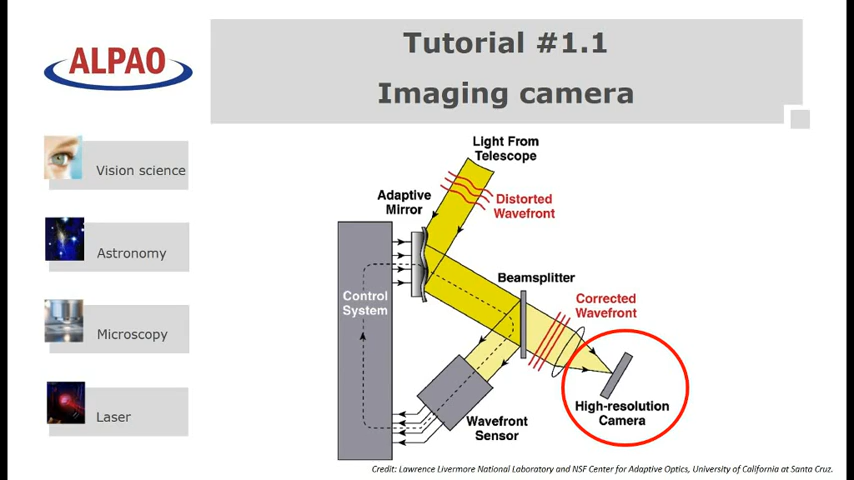 ALPAO
Tutorial #1.1
Imaging camera
Vision science
Astronomy
Microscopy
Laser
Light From
Telescope
Distorted
Wavefront
Adaptive
Mirror
Control
System
Beamsplitter
Corrected
Wavefront
High-resolution
Camera
Wavefront
Sensor
Credit: Lawrence Livermore National Laboratory and NSF Center for Adaptive Optics, University of California at Santa Cruz.